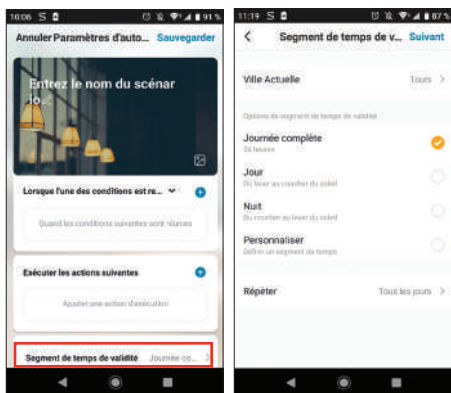 10:06 S 91 %
Annuler Paramètres d'auto... Sauvegarder
Entrez le nom du scénar
io
Lorsque l'une des conditions est re...
Quand les conditions suivantes sont réunies
Exécuter les actions suivantes
Ajouter une action d'exécution
Segment de temps de validité Journée co...
11:19 S 87 %
Segment de temps de v... Suivant
Ville Actuelle Tours
Options de segment de temps de validité
Journée complète
24 heures
Jour
Du lever au coucher du soleil
Nuit
Du coucher au lever du soleil
Personnaliser
Définir un segment de temps
Répéter Tous les jours